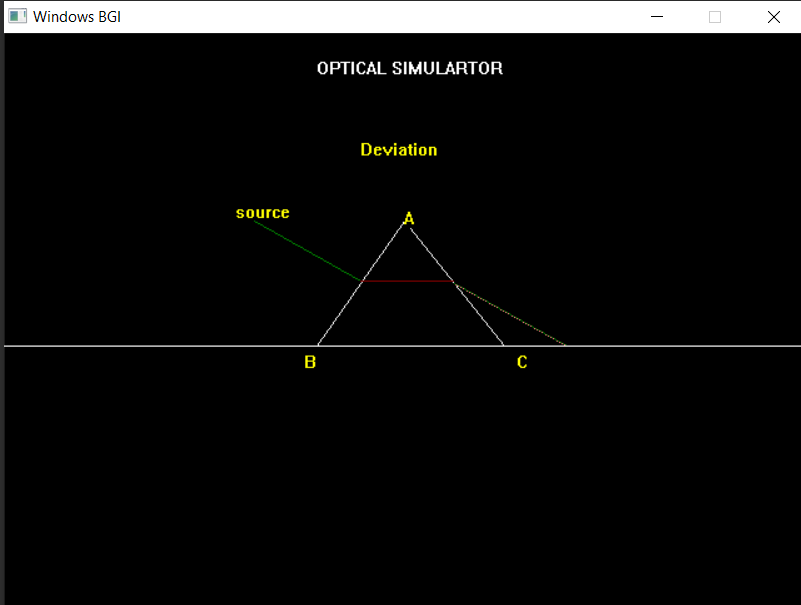 Windows BGI
OPTICAL SIMULARTOR
Deviation
source
A
B
C